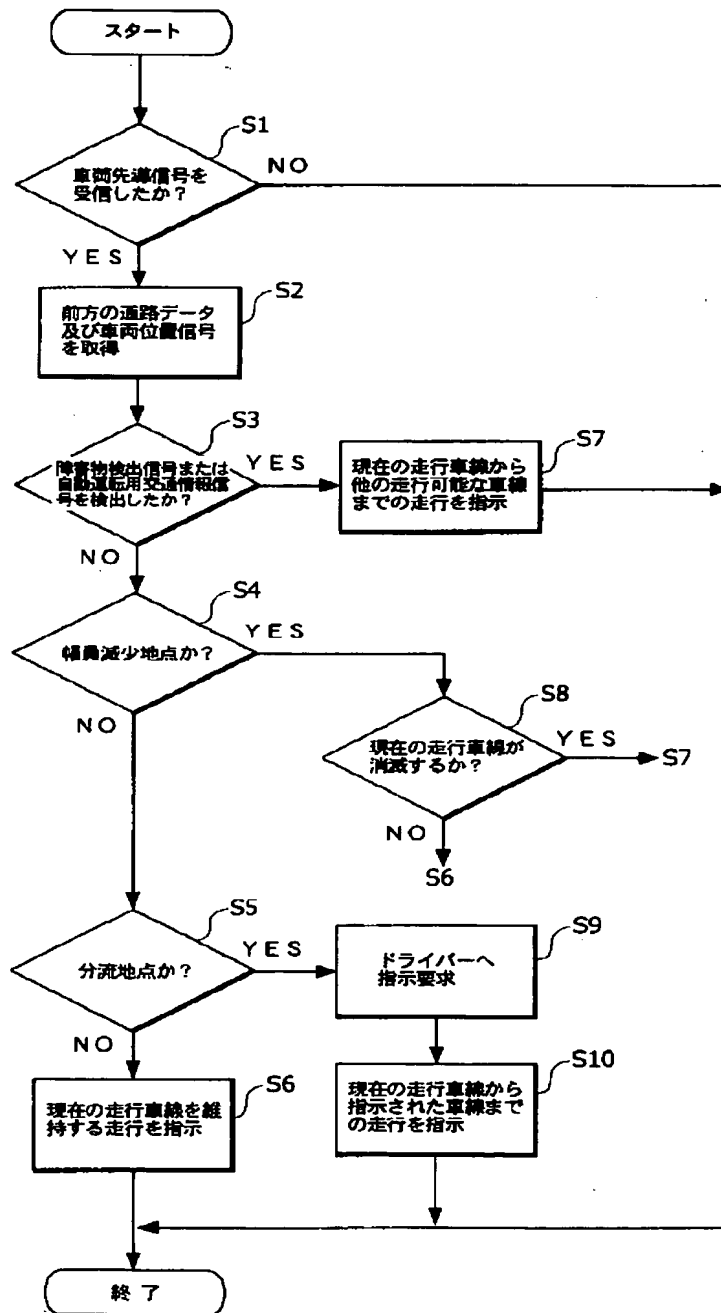 スタート
S1
車両先導信号を
受信したか？
NO
YES
S2
前方の通路データ
及び車両位置信号
を取得
S3
障害物検出信号または
自動運転用交通情報信
号を検出したか？
YES
NO
S7
現在の走行車線から
他の走行可能な車線
までの走行を指示
S4
幅員減少地点か？
YES
NO
S8
現在の走行車線が
消滅するか？
YES
S7
NO
S6
S5
分流地点か？
YES
NO
S9
ドライバーへ
指示要求
S6
現在の走行車線を維
持する走行を指示
S10
現在の走行車線から
指示された車線まで
の走行を指示
終了